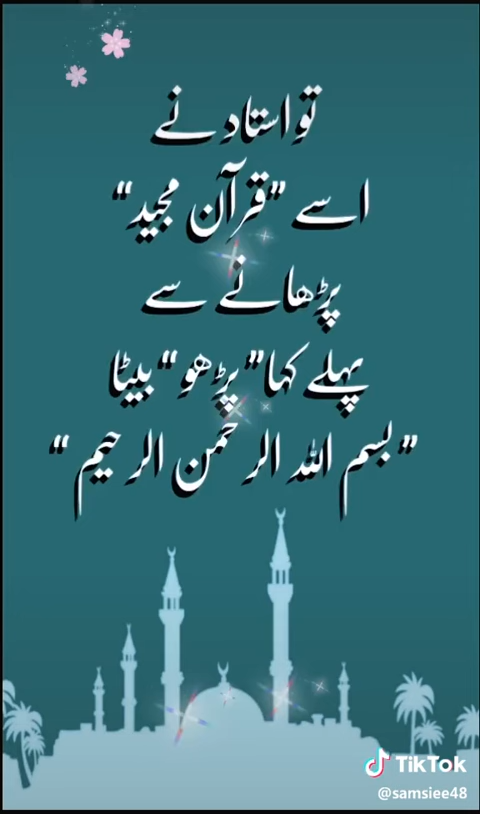 تو استاد نے
اسے "قرآن مجید"
پڑھانے سے
پہلے کہا "پڑھو" بیٹا
"بسم اللہ الرحمن الرحیم"
TikTok
@samsiee48